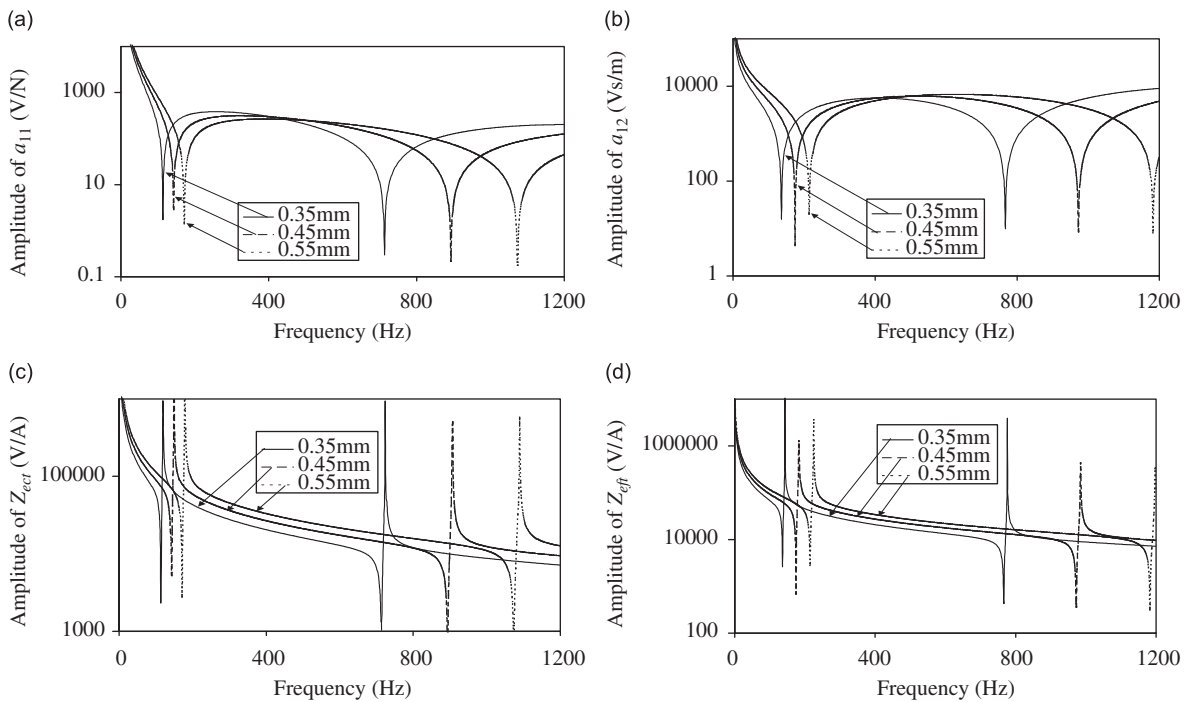 (a)
Amplitude of a11 (V/N)
1000
10
0.1
0.35mm
0.45mm
0.55mm
0 400 800 1200
Frequency (Hz)
(b)
Amplitude of a12 (Vs/m)
10000
100
1
0.35mm
0.45mm
0.55mm
0 400 800 1200
Frequency (Hz)
(c)
Amplitude of Zect (V/A)
100000
1000
0.35mm
0.45mm
0.55mm
0 400 800 1200
Frequency (Hz)
(d)
Amplitude of Zeft (V/A)
1000000
10000
100
0.35mm
0.45mm
0.55mm
0 400 800 1200
Frequency (Hz)